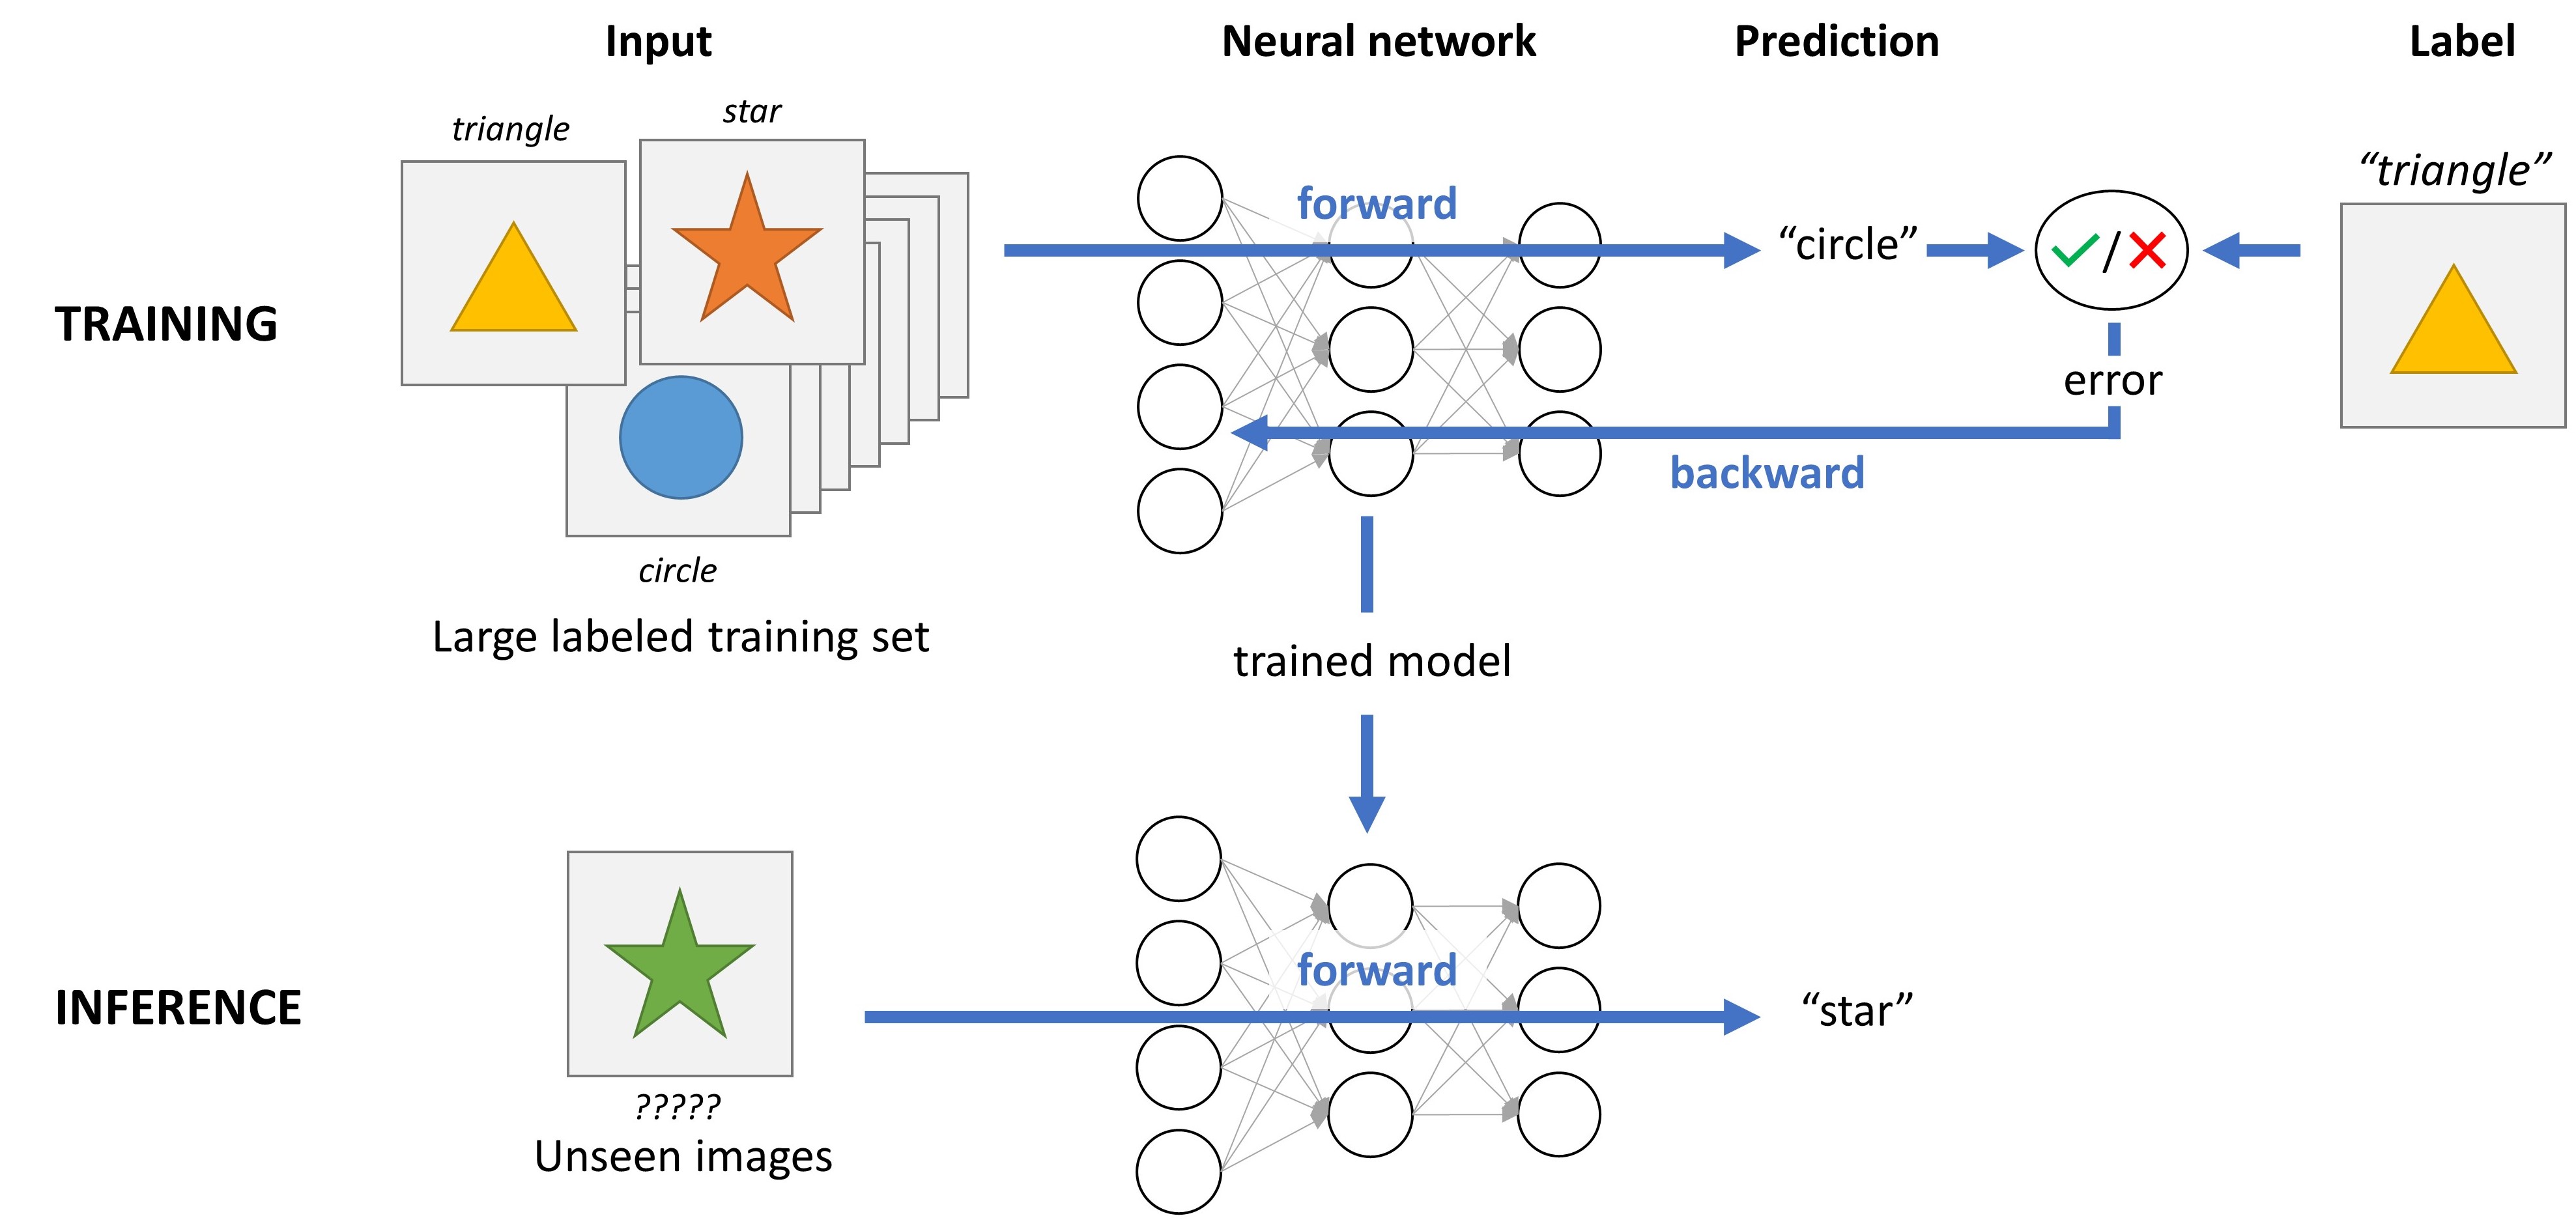 Input
Neural network
Prediction
Label
TRAINING
triangle
star
circle
Large labeled training set
forward
“circle”
✓/✗
“triangle”
error
backward
trained model
INFERENCE
?????
Unseen images
forward
“star”